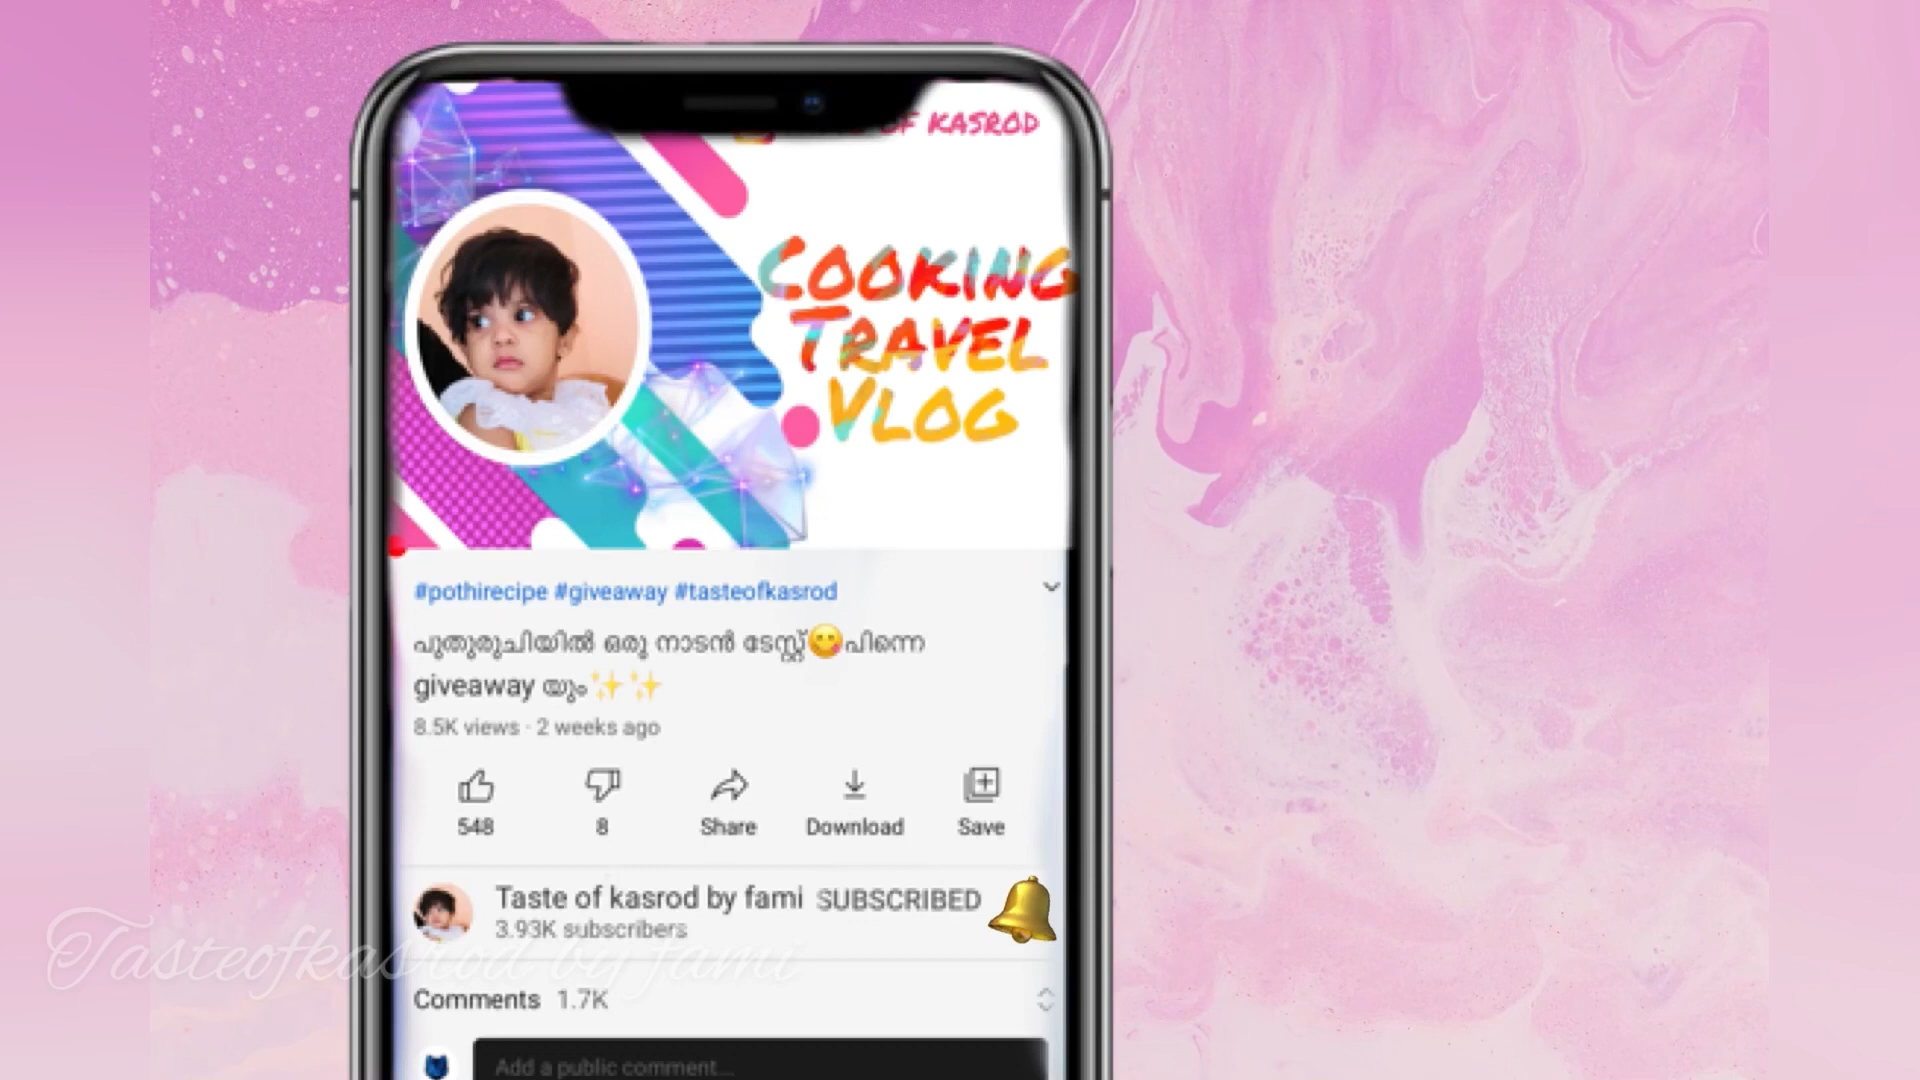 OF KASROD
COOKING
TRAVEL
VLOG
#pothirecipe #giveaway #tasteofkasrod
പുതുരുചിയിൽ ഒരു നാടൻ ടേസ്റ്റ്😋പിന്നെ
giveaway യും✨✨
8.5K views · 2 weeks ago
548
8
Share
Download
Save
Taste of kasrod by fami SUBSCRIBED
3.93K subscribers
Tasteofkasrod by fami
Comments 1.7K
Add a public comment...